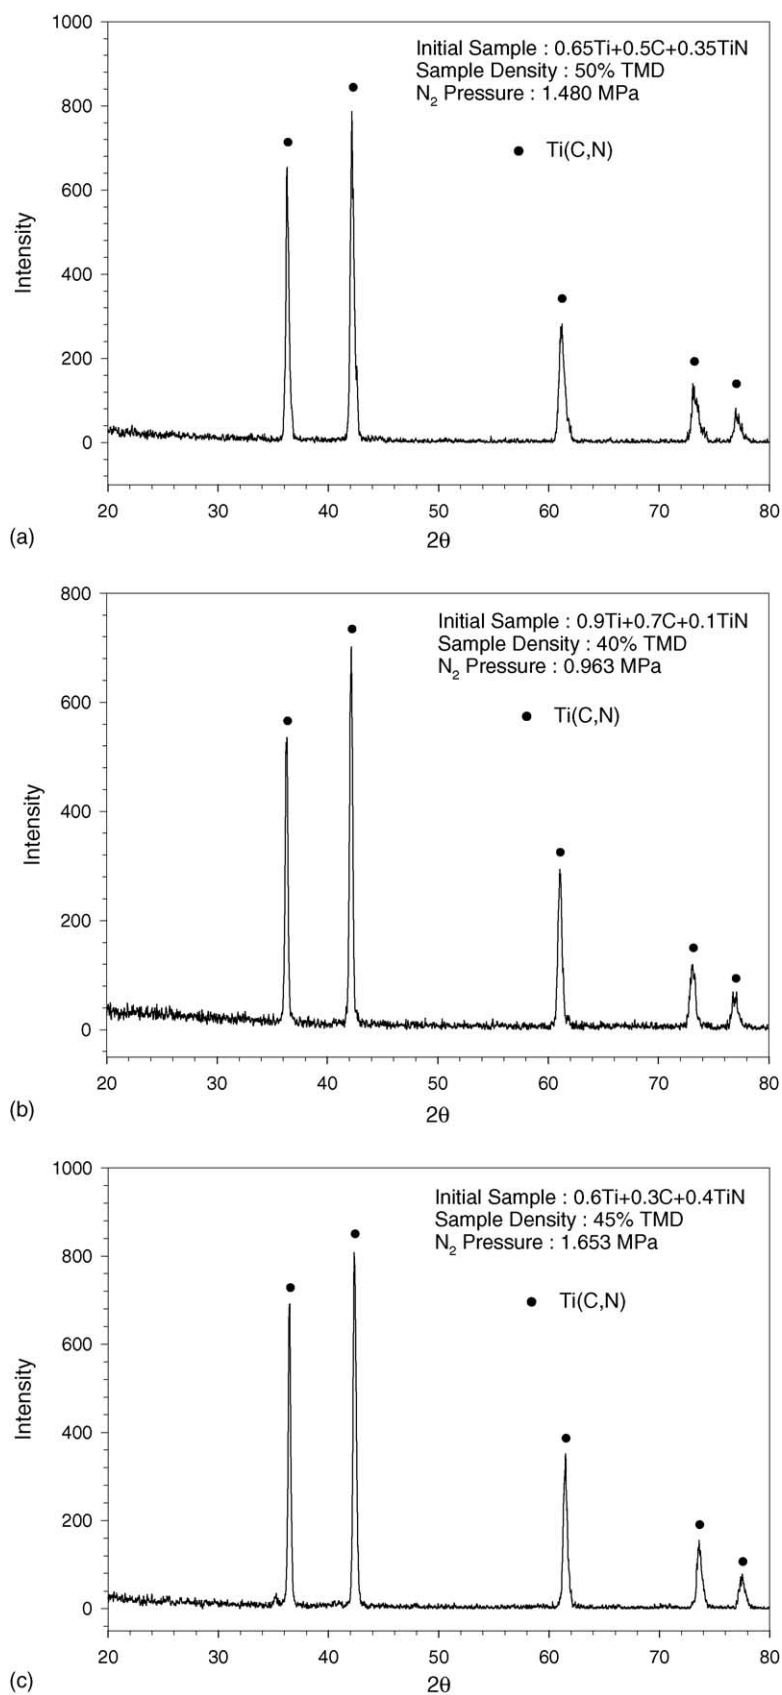 1000
800
600
400
200
0
Intensity
Initial Sample : 0.65Ti+0.5C+0.35TiN
Sample Density : 50% TMD
N₂ Pressure : 1.480 MPa
● Ti(C,N)
20 30 40 50 60 70 80
2θ
(a)
800
600
400
200
0
Intensity
Initial Sample : 0.9Ti+0.7C+0.1TiN
Sample Density : 40% TMD
N₂ Pressure : 0.963 MPa
● Ti(C,N)
20 30 40 50 60 70 80
2θ
(b)
1000
800
600
400
200
0
Intensity
Initial Sample : 0.6Ti+0.3C+0.4TiN
Sample Density : 45% TMD
N₂ Pressure : 1.653 MPa
● Ti(C,N)
20 30 40 50 60 70 80
2θ
(c)